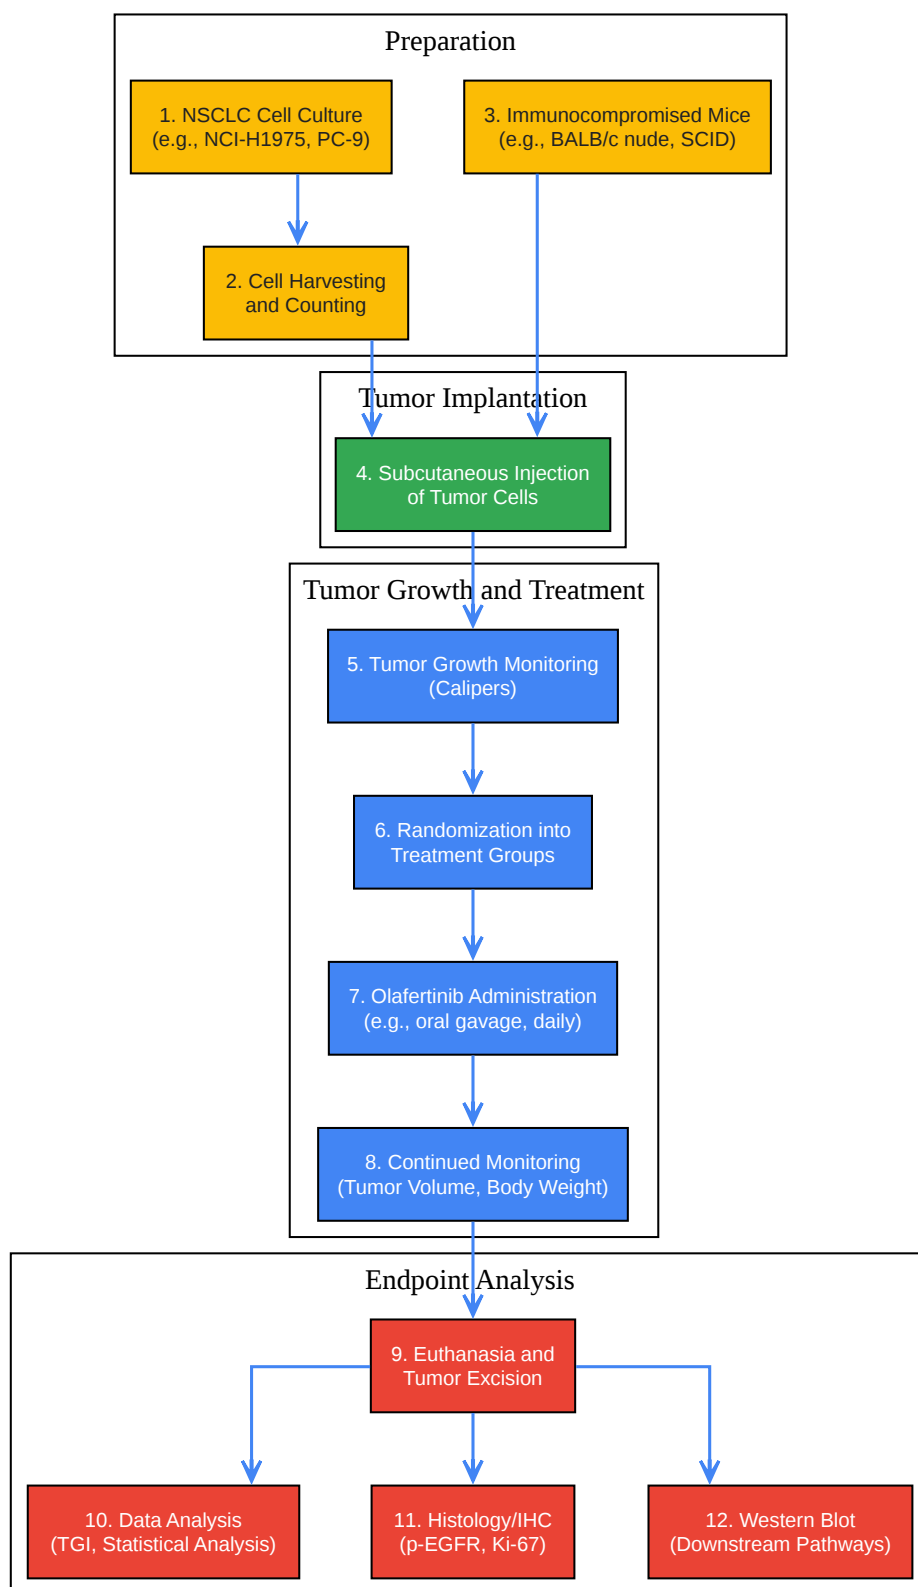 Preparation
1. NSCLC Cell Culture
(e.g., NCI-H1975, PC-9)
3. Immunocompromised Mice
(e.g., BALB/c nude, SCID)
2. Cell Harvesting
and Counting
Tumor Implantation
4. Subcutaneous Injection
of Tumor Cells
Tumor Growth and Treatment
5. Tumor Growth Monitoring
(Calipers)
6. Randomization into
Treatment Groups
7. Olafertinib Administration
(e.g., oral gavage, daily)
8. Continued Monitoring
(Tumor Volume, Body Weight)
Endpoint Analysis
9. Euthanasia and
Tumor Excision
10. Data Analysis
(TGI, Statistical Analysis)
11. Histology/IHC
(p-EGFR, Ki-67)
12. Western Blot
(Downstream Pathways)